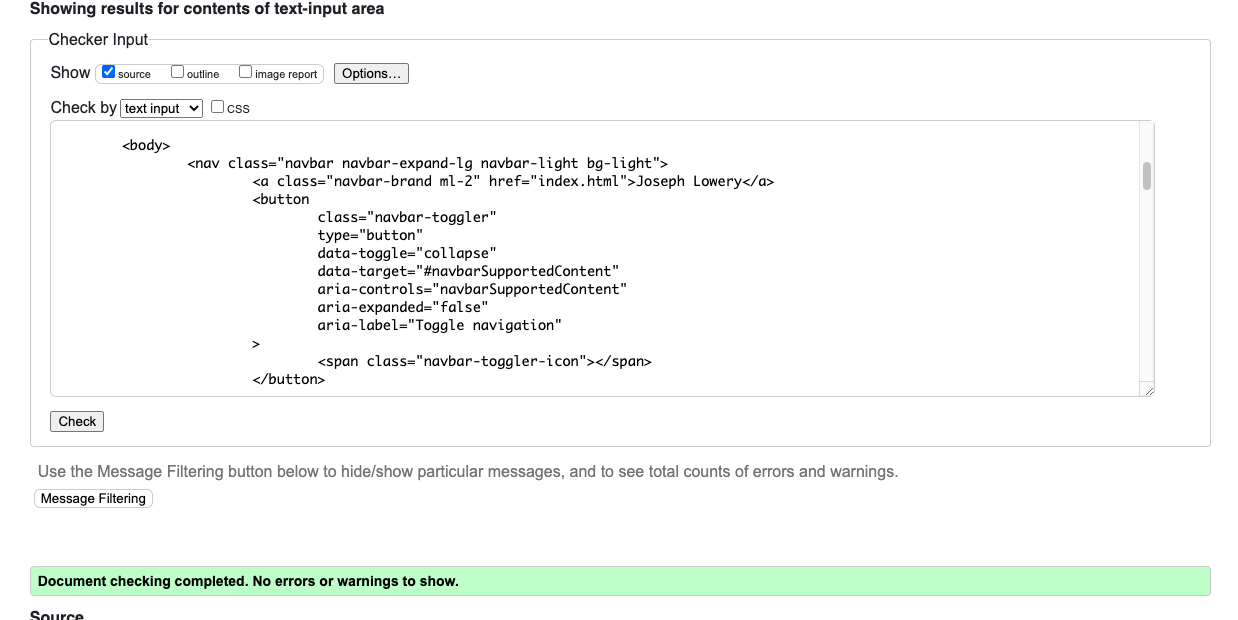 Showing results for contents of text-input area
Checker Input
Show source outline image report Options...
Check by text input css
<body>
<nav class="navbar navbar-expand-lg navbar-light bg-light">
<a class="navbar-brand ml-2" href="index.html">Joseph Lowery</a>
<button
class="navbar-toggler"
type="button"
data-toggle="collapse"
data-target="#navbarSupportedContent"
aria-controls="navbarSupportedContent"
aria-expanded="false"
aria-label="Toggle navigation"
>
<span class="navbar-toggler-icon"></span>
</button>
Check
Use the Message Filtering button below to hide/show particular messages, and to see total counts of errors and warnings.
Message Filtering
Document checking completed. No errors or warnings to show.
Source